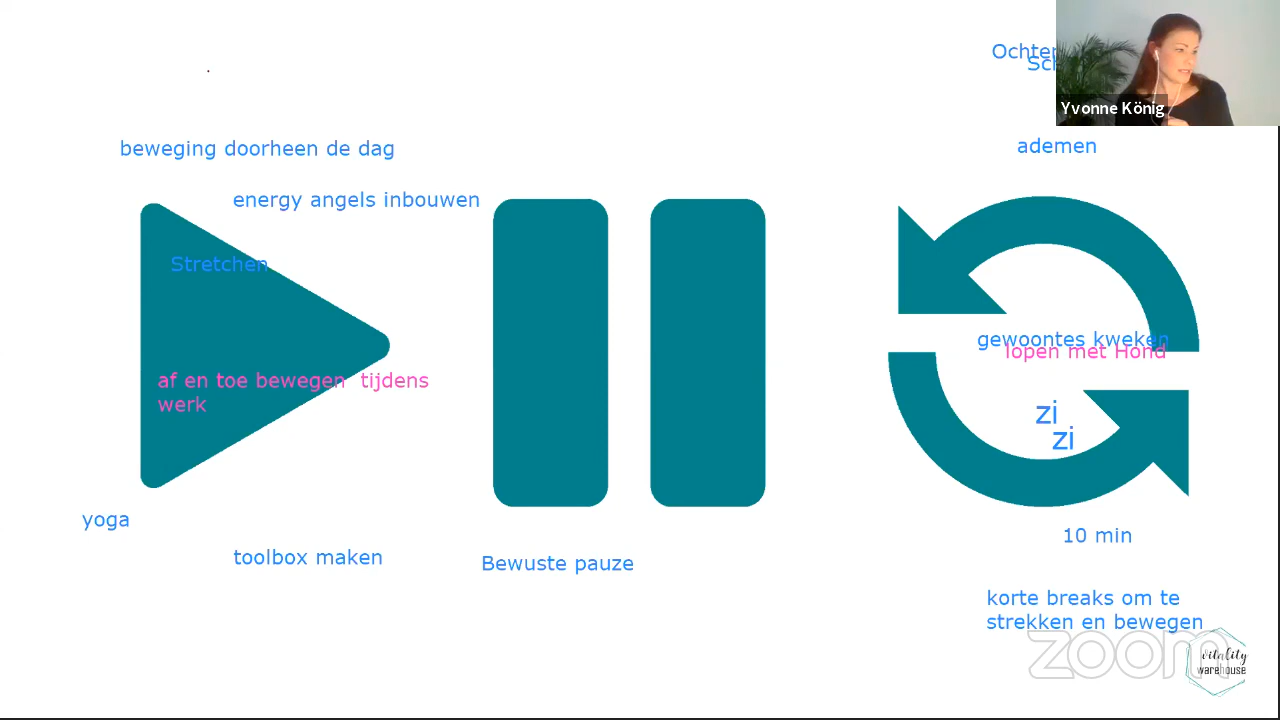 Yvonne König
beweging doorheen de dag
ademen
energy angels inbouwen
Stretchen
gewoontes kweken
lopen met Hond
af en toe bewegen tijdens
werk
zi
zi
yoga
10 min
toolbox maken
Bewuste pauze
korte breaks om te
strekken en bewegen
zoom
vitality
warehouse